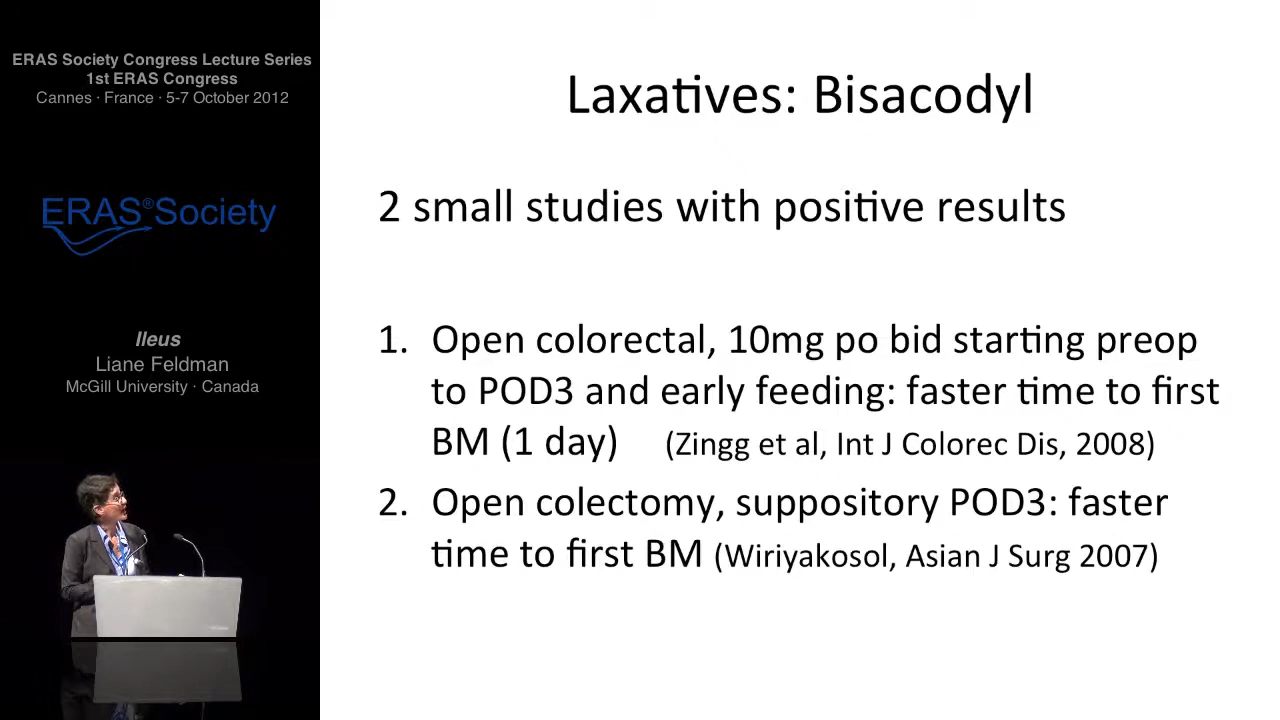 ERAS Society Congress Lecture Series
1st ERAS Congress
Cannes · France · 5-7 October 2012
ERAS®Society
Ileus
Liane Feldman
McGill University · Canada
Laxatives: Bisacodyl
2 small studies with positive results
1. Open colorectal, 10mg po bid starting preop
to POD3 and early feeding: faster time to first
BM (1 day) (Zingg et al, Int J Colorec Dis, 2008)
2. Open colectomy, suppository POD3: faster
time to first BM (Wiriyakosol, Asian J Surg 2007)